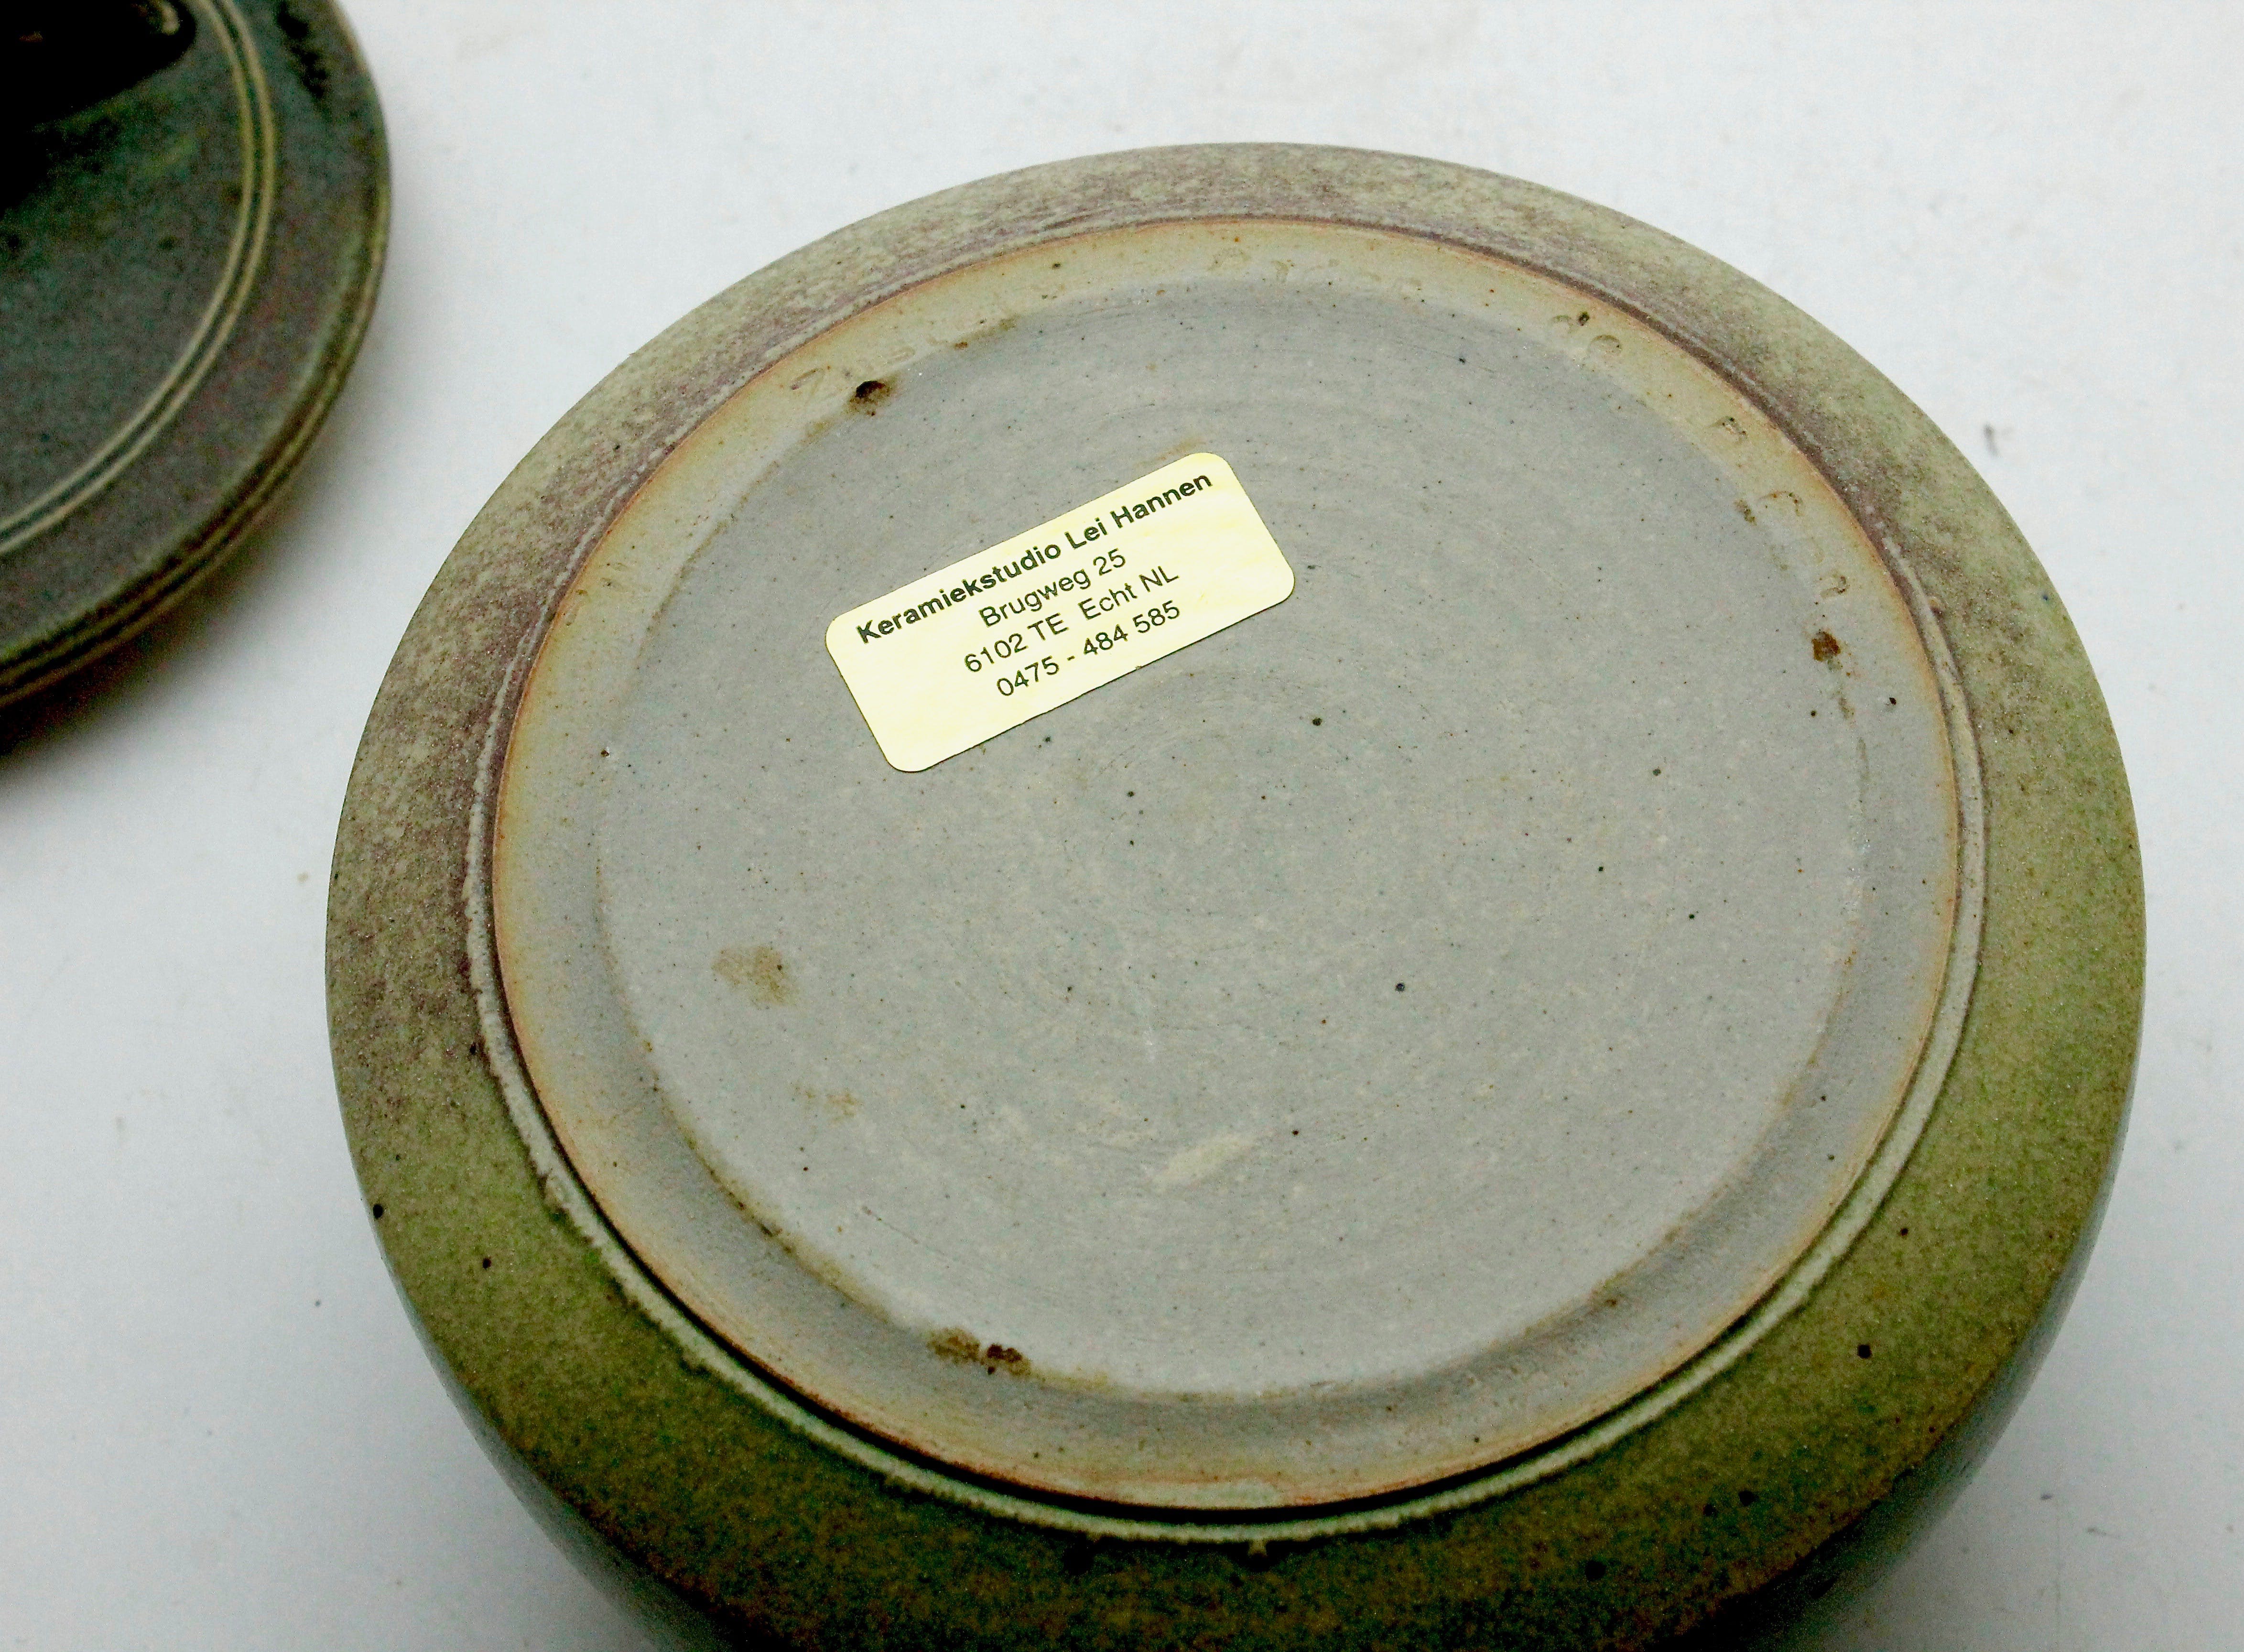 Keramiekstudio Lei Hannen
Brugweg 25
6102 TE Echt NL
0475 - 484 585